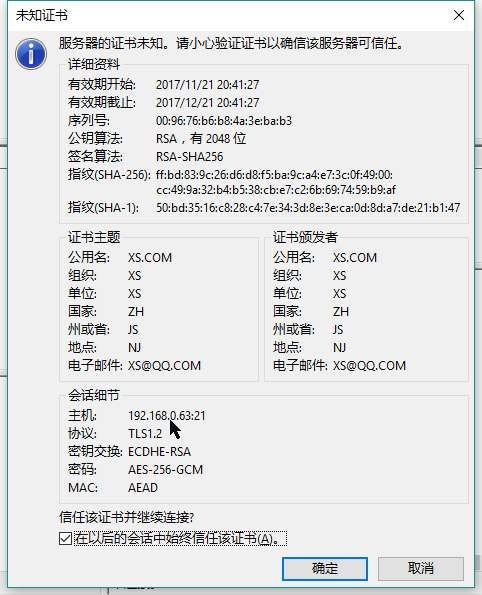 未知证书
服务器的证书未知。请小心验证证书以确信该服务器可信任。
详细资料
有效期开始: 2017/11/21 20:41:27
有效期截止: 2017/12/21 20:41:27
序列号: 00:96:76:b6:b8:4a:3e:ba:b3
公钥算法: RSA，有 2048 位
签名算法: RSA-SHA256
指纹(SHA-256): ff:bd:83:9c:26:d6:d8:f5:ba:9c:a4:e7:3c:0f:49:00:
cc:49:9a:32:b4:b5:38:cb:e7:c2:6b:69:74:59:b9:af
指纹(SHA-1): 50:bd:35:16:c8:28:c4:7e:34:3d:8e:3e:ca:0d:8d:a7:de:21:b1:47
证书主题
公用名: XS.COM
组织: XS
单位: XS
国家: ZH
州或省: JS
地点: NJ
电子邮件: XS@QQ.COM
证书颁发者
公用名: XS.COM
组织: XS
单位: XS
国家: ZH
州或省: JS
地点: NJ
电子邮件: XS@QQ.COM
会话细节
主机: 192.168.0.63:21
协议: TLS1.2
密钥交换: ECDHE-RSA
密码: AES-256-GCM
MAC: AEAD
信任该证书并继续连接?
在以后的会话中始终信任该证书(A)。
确定
取消